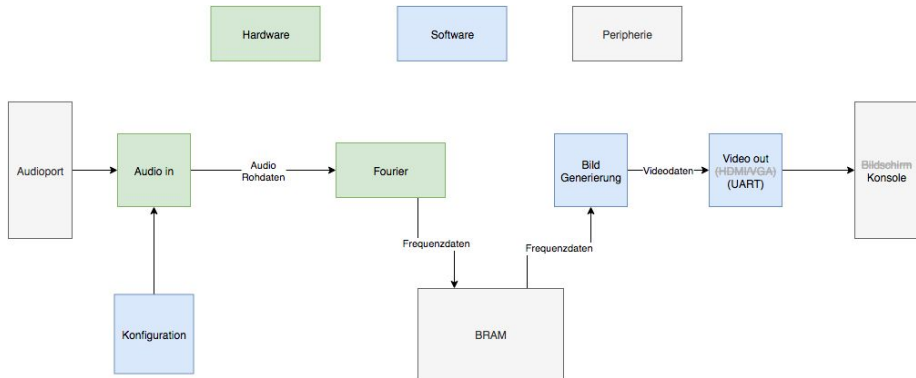 Hardware
Software
Peripherie
Audioport
Audio in
Audio
Rohdaten
Fourier
Bild
Generierung
Videodaten
Video out
(HDMI/VGA)
(UART)
Bildschirm
Konsole
Frequenzdaten
Frequenzdaten
Konfiguration
BRAM